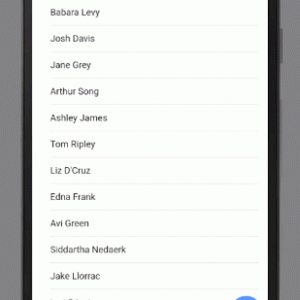 Babara Levy
Josh Davis
Jane Grey
Arthur Song
Ashley James
Tom Ripley
Liz D'Cruz
Edna Frank
Avi Green
Siddartha Nedaerk
Jake Llorrac